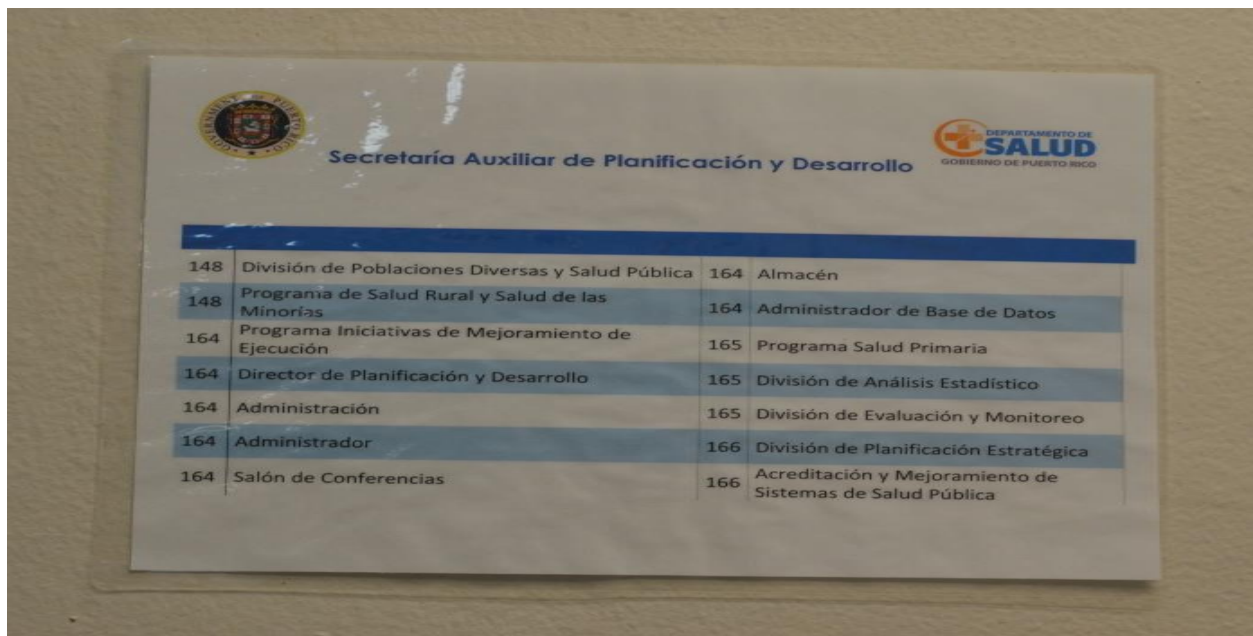 GOVERNMENT OF PUERTO RICO
DEPARTAMENTO DE
SALUD
GOBIERNO DE PUERTO RICO
Secretaría Auxiliar de Planificación y Desarrollo
148 División de Poblaciones Diversas y Salud Pública
148 Programa de Salud Rural y Salud de las
Minorías
164 Programa Iniciativas de Mejoramiento de
Ejecución
164 Director de Planificación y Desarrollo
164 Administración
164 Administrador
164 Salón de Conferencias
164 Almacén
164 Administrador de Base de Datos
165 Programa Salud Primaria
165 División de Análisis Estadístico
165 División de Evaluación y Monitoreo
166 División de Planificación Estratégica
166 Acreditación y Mejoramiento de
Sistemas de Salud Pública